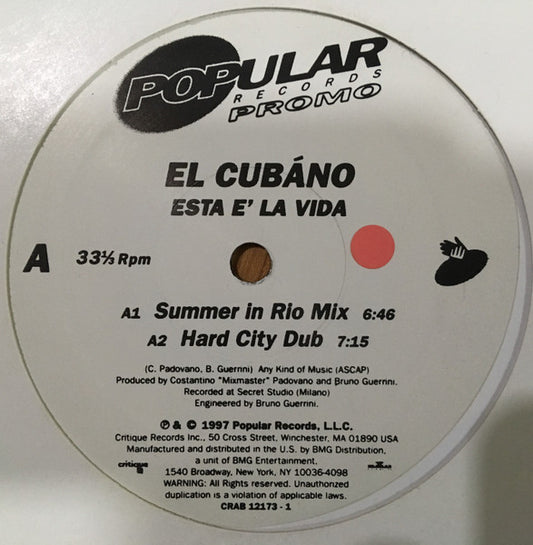 POPULAR
RECORDS
PROMO
EL CUBÁNO
ESTA E' LA VIDA
A
33⅓ Rpm
A1 Summer in Rio Mix 6:46
A2 Hard City Dub 7:15
(C. Padovano, B. Guernni) Any Kind of Music (ASCAP)
Produced by Costantino "Mixmaster" Padovano and Bruno Guerrini.
Recorded at Secret Studio (Milano)
Engineered by Bruno Guerrini.
℗ & © 1997 Popular Records, L.L.C.
Critique Records Inc., 50 Cross Street, Winchester, MA 01890 USA
Manufactured and distributed in the U.S. by BMG Distribution,
a unit of BMG Entertainment,
critique
POPULAR
1540 Broadway, New York, NY 10036-4098
WARNING: All Rights reserved. Unauthorized
duplication is a violation of applicable laws.
CRAB 12173 - 1